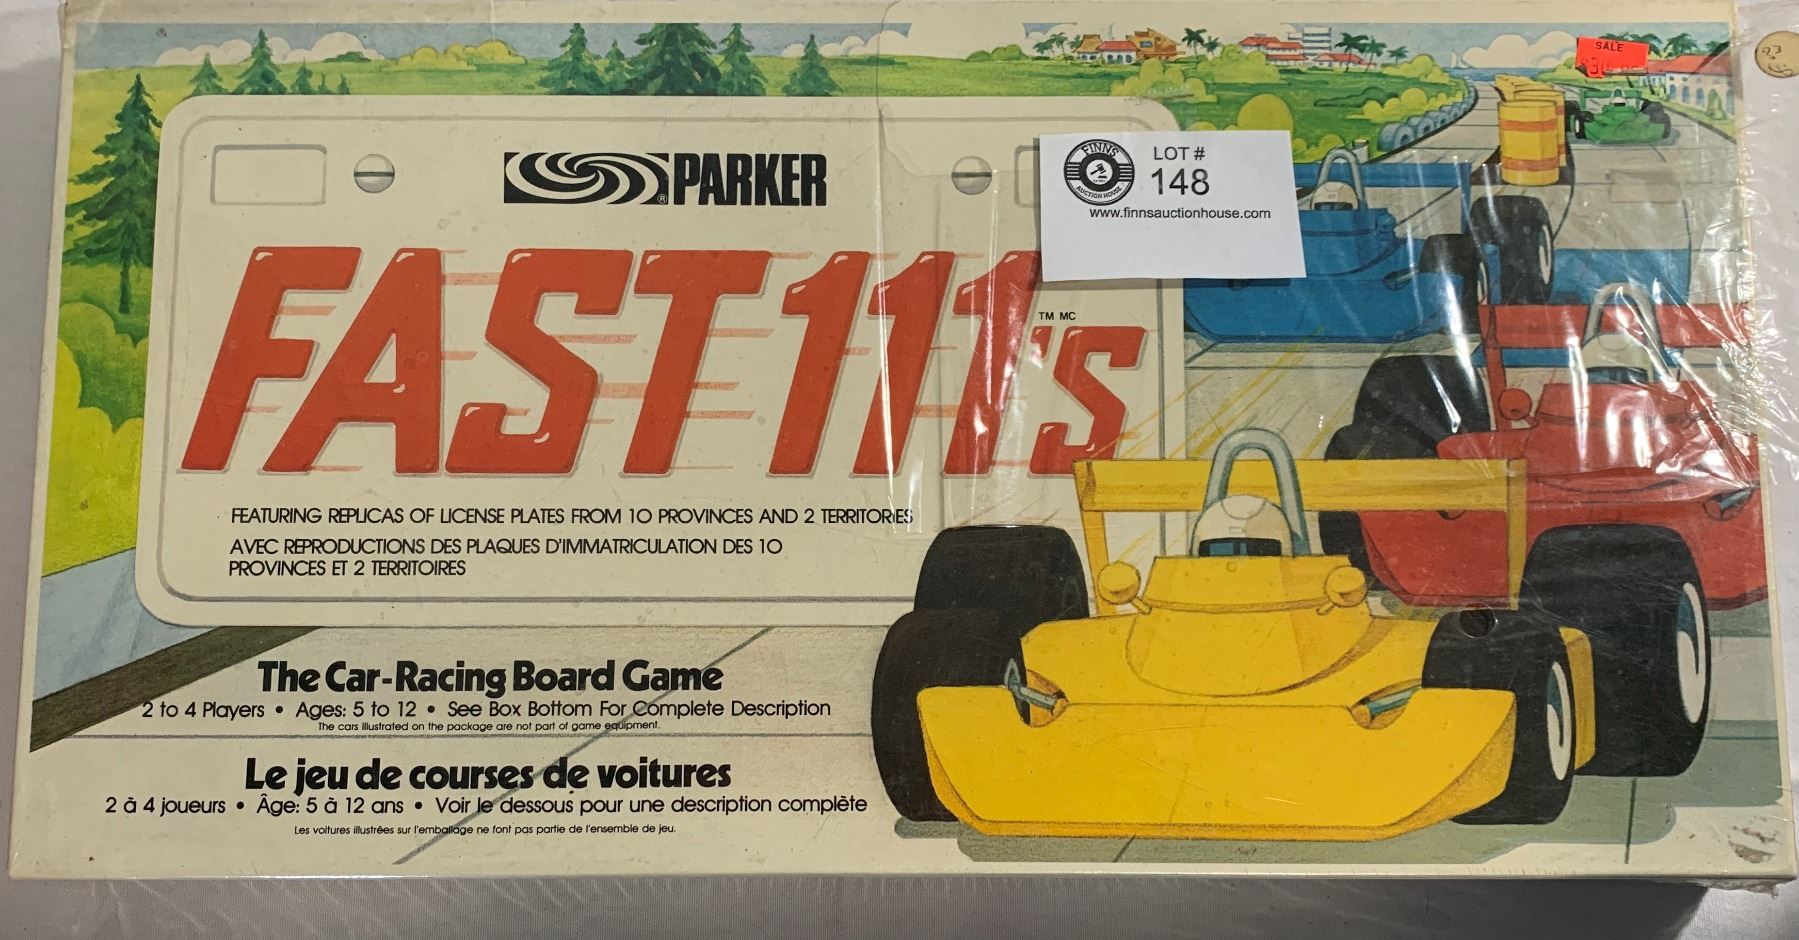 SALE
LOT #
FINNS
148
AUCTION HOUSE
www.finnsauctionhouse.com
® PARKER
FAST 111's
TM MC
FEATURING REPLICAS OF LICENSE PLATES FROM 10 PROVINCES AND 2 TERRITORIES
AVEC REPRODUCTIONS DES PLAQUES D'IMMATRICULATION DES 10
PROVINCES ET 2 TERRITOIRES
The Car-Racing Board Game
2 to 4 Players • Ages: 5 to 12 • See Box Bottom For Complete Description
The cars illustrated on the package are not part of game equipment.
Le jeu de courses de voitures
2 à 4 joueurs • Âge: 5 à 12 ans • Voir le dessous pour une description complète
Les voitures illustrées sur l'emballage ne font pas partie de l'ensemble de jeu.